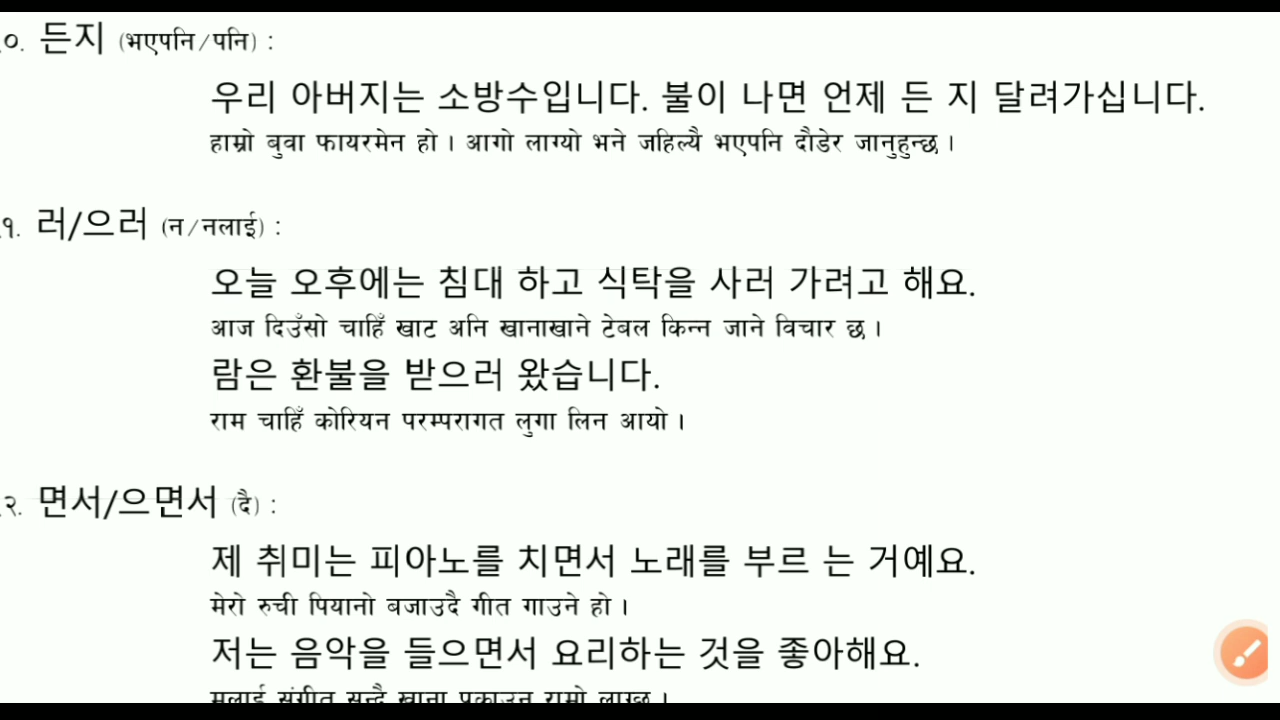 ०. 든지 (भएपनि/पनि) :
우리 아버지는 소방수입니다. 불이 나면 언제 든 지 달려가십니다.
हाम्रो बुवा फायरमेन हो । आगो लाग्यो भने जहिल्यै भएपनि दौडेर जानुहुन्छ ।
१. 러/으러 (न/नलाई) :
오늘 오후에는 침대 하고 식탁을 사러 가려고 해요.
आज दिउँसो चाहिँ खाट अनि खानाखाने टेबल किन्न जाने विचार छ ।
람은 환불을 받으러 왔습니다.
राम चाहिँ कोरियन परम्परागत लुगा लिन आयो ।
२. 면서/으면서 (दै) :
제 취미는 피아노를 치면서 노래를 부르 는 거예요.
मेरो रुची पियानो बजाउदै गीत गाउने हो ।
저는 음악을 들으면서 요리하는 것을 좋아해요.
मलाई संगीत सुन्दै खाना पकाउन राम्रो लाग्छ ।